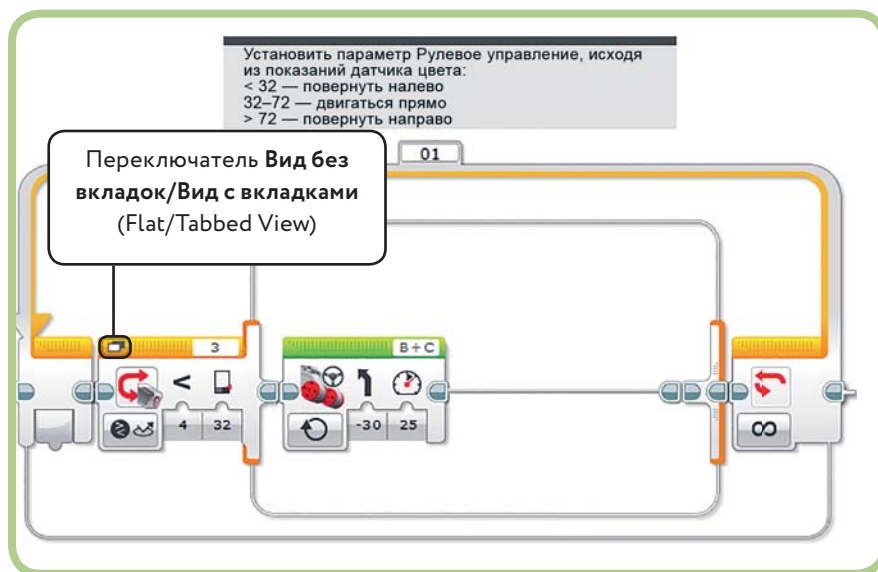 Установить параметр Рулевое управление, исходя
из показаний датчика цвета:
< 32 — повернуть налево
32–72 — двигаться прямо
> 72 — повернуть направо
Переключатель Вид без
вкладок/Вид с вкладками
(Flat/Tabbed View)
01
3
B+C
<
4 32
-30 25
∞